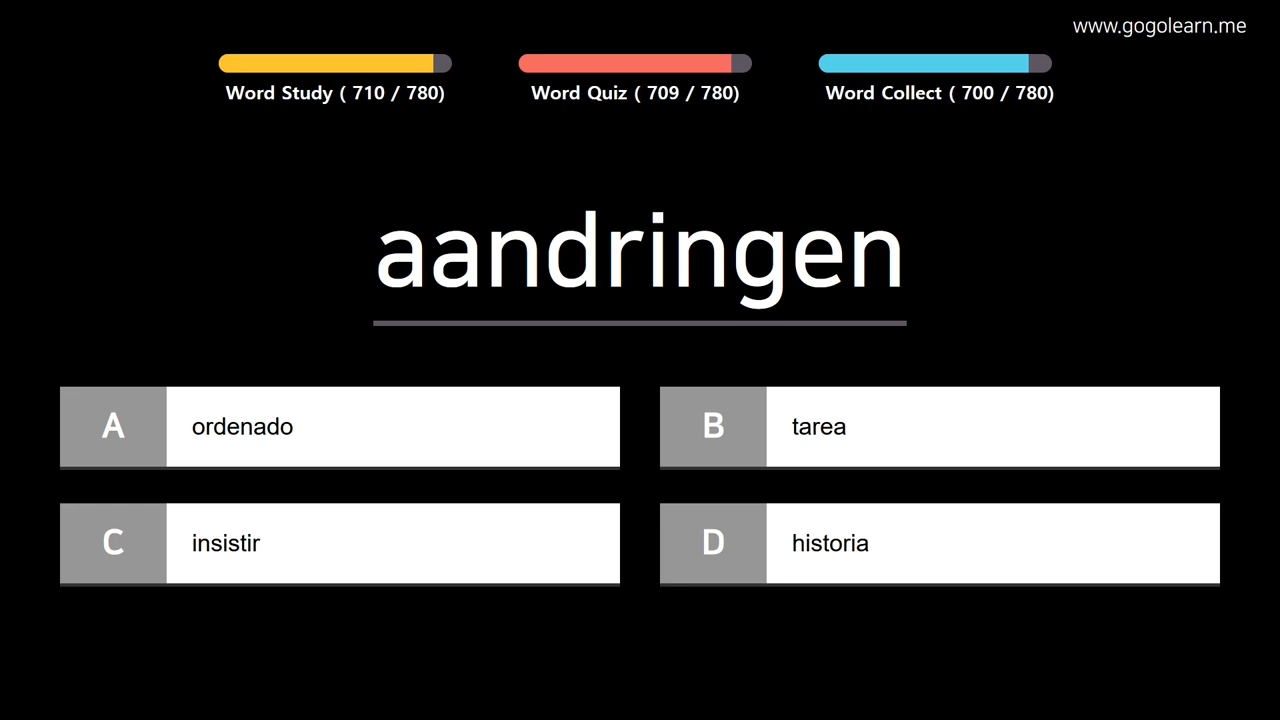 www.gogolearn.me
Word Study ( 710 / 780)
Word Quiz ( 709 / 780)
Word Collect ( 700 / 780)
aandringen
A ordenado
B tarea
C insistir
D historia